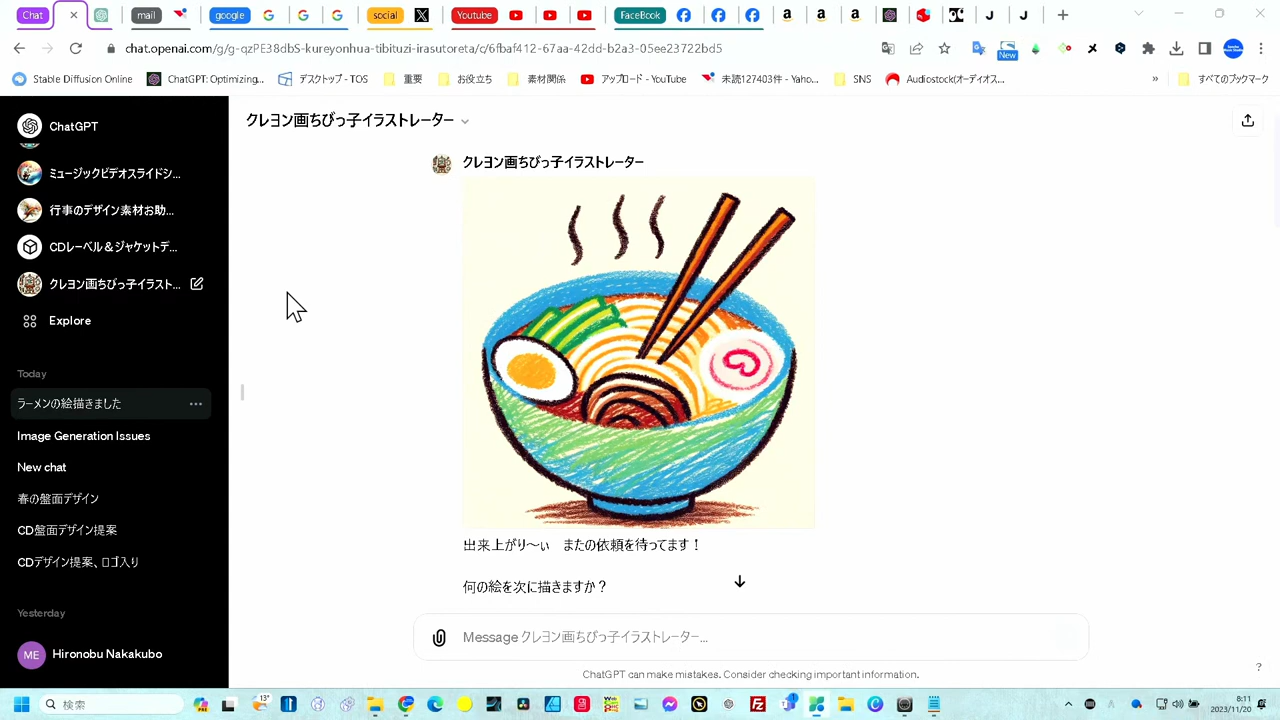 Chat
mail
google
social
Youtube
FaceBook
chat.openai.com/g/g-qzPE38db3-kureyonhua-tibituzi-irasutoreta/c/6fbaf412-67aa-42dd-b2a3-05ee23722bd5
New
Stable Diffusion Online
ChatGPT: Optimizing...
デスクトップ - TOS
重要
お役立ち
素材関係
アップロード - YouTube
未読127403件 - Yaho...
SNS
Audiostock(オーディオス...
»
すべてのブックマーク
ChatGPT
クレヨン画ちびっ子イラストレーター
クレヨン画ちびっ子イラストレーター
ミュージックビデオスライドシ...
行事のデザイン素材お助...
CDレーベル＆ジャケットデ...
クレヨン画ちびっ子イラスト...
Explore
Today
ラーメンの絵描きました
Image Generation Issues
New chat
春の盤面デザイン
CD盤面デザイン提案
CDデザイン提案、ロゴ入り
Yesterday
ME
Hironobu Nakakubo
出来上がり～ぃ　またの依頼を待ってます！
何の絵を次に描きますか？
Message クレヨン画ちびっ子イラストレーター...
ChatGPT can make mistakes. Consider checking important information.
?
検索
13°
8:11
2023/11/20